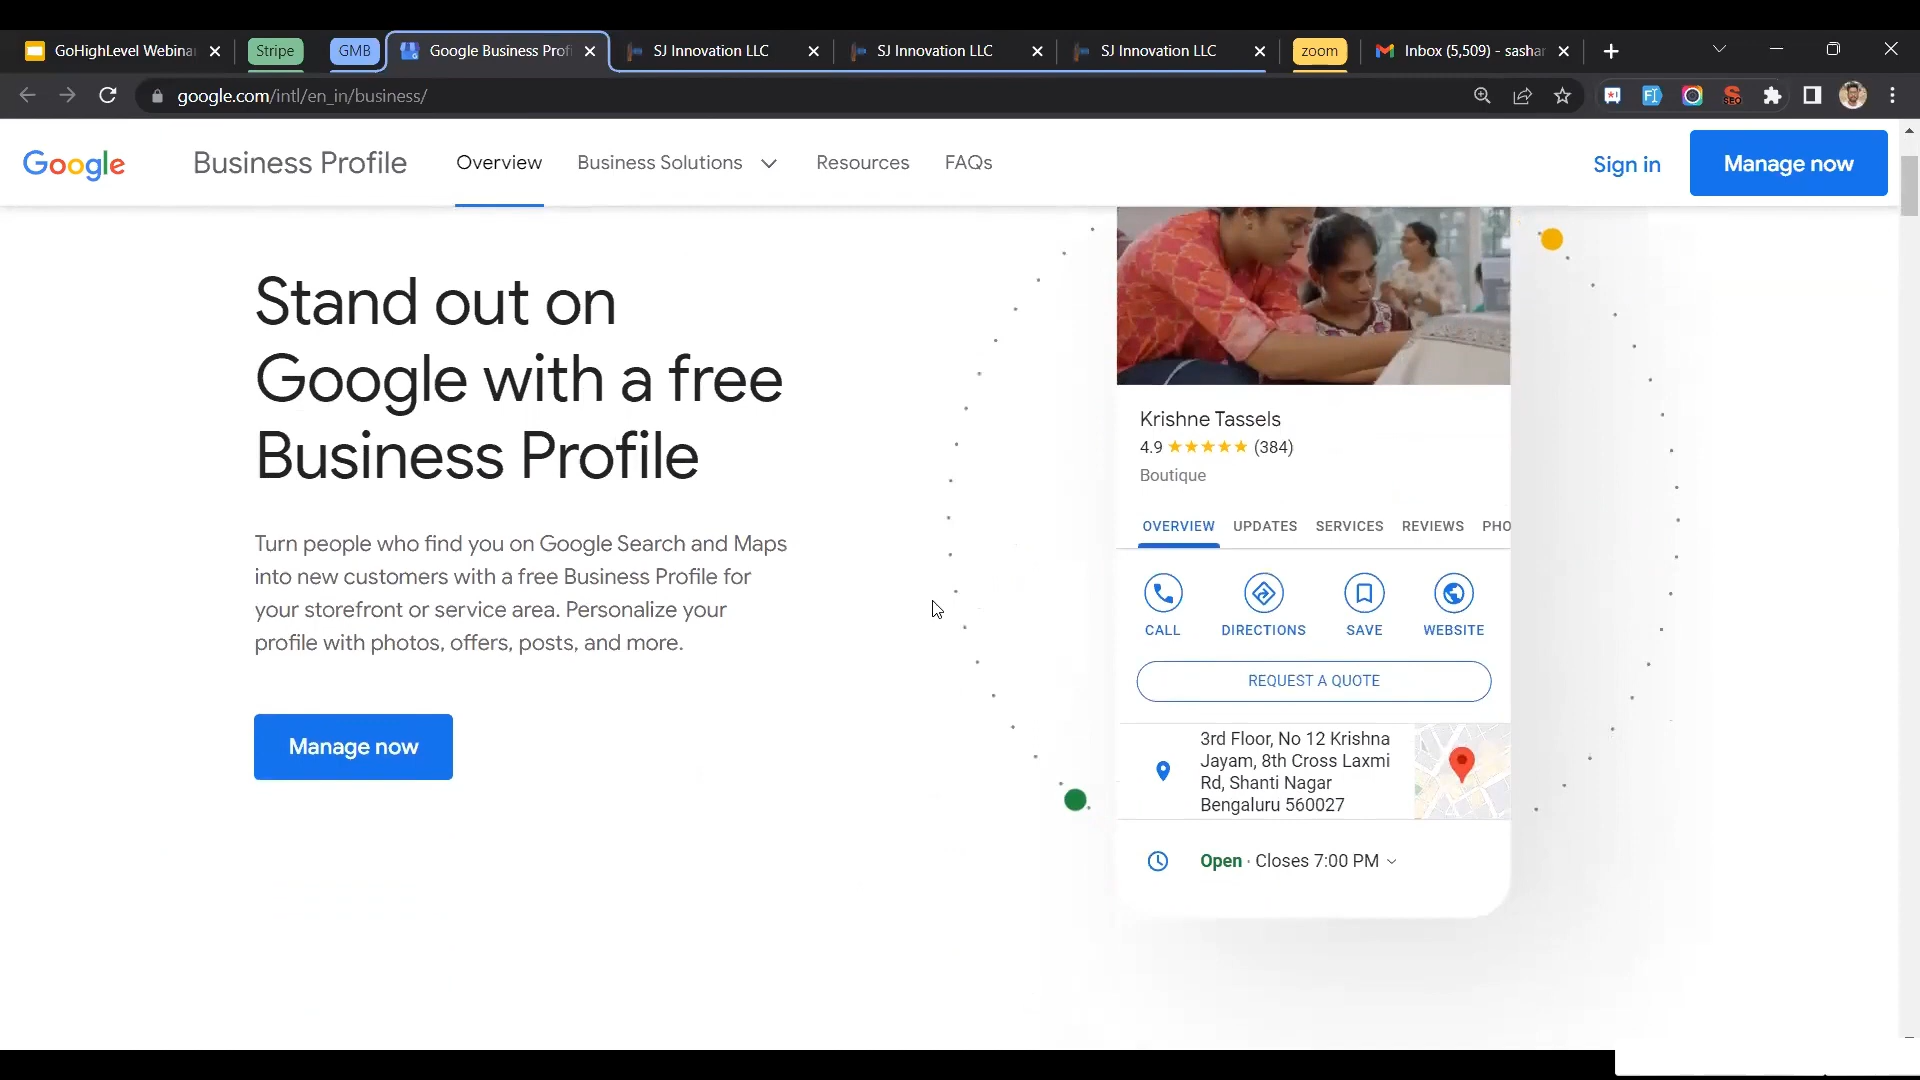 GoHighLevel Webina
Stripe
GMB
Google Business Profi
SJ Innovation LLC
SJ Innovation LLC
SJ Innovation LLC
zoom
Inbox (5,509) - sashar
google.com/intl/en_in/business/
Google
Business Profile
Overview
Business Solutions
Resources
FAQs
Sign in
Manage now
Stand out on
Google with a free
Business Profile
Turn people who find you on Google Search and Maps
into new customers with a free Business Profile for
your storefront or service area. Personalize your
profile with photos, offers, posts, and more.
Manage now
Krishne Tassels
4.9 ★★★★★ (384)
Boutique
OVERVIEW UPDATES SERVICES REVIEWS PHO
CALL DIRECTIONS SAVE WEBSITE
REQUEST A QUOTE
3rd Floor, No 12 Krishna
Jayam, 8th Cross Laxmi
Rd, Shanti Nagar
Bengaluru 560027
Open · Closes 7:00 PM